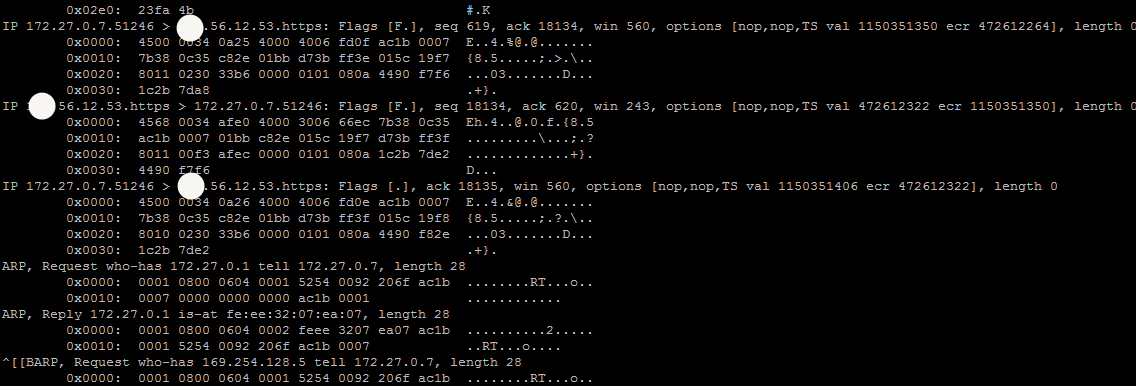 0x02e0: 23fa 4b #.K
IP 172.27.0.7.51246 > .56.12.53.https: Flags [F.], seq 619, ack 18134, win 560, options [nop,nop,TS val 1150351350 ecr 472612264], length 0
0x0000: 4500 0034 0a25 4000 4006 fd0f ac1b 0007 E..4.%@.@.......
0x0010: 7b38 0c35 c82e 01bb d73b ff3e 015c 19f7 {8.5.....;.>.\..
0x0020: 8011 0230 33b6 0000 0101 080a 4490 f7f6 ...03.......D...
0x0030: 1c2b 7da8 .+}.
IP 1 56.12.53.https > 172.27.0.7.51246: Flags [F.], seq 18134, ack 620, win 243, options [nop,nop,TS val 472612322 ecr 1150351350], length 0
0x0000: 4568 0034 afe0 4000 3006 66ec 7b38 0c35 Eh.4..@.0.f.{8.5
0x0010: ac1b 0007 01bb c82e 015c 19f7 d73b ff3f .........\...;.?
0x0020: 8011 00f3 afec 0000 0101 080a 1c2b 7de2 .............+}.
0x0030: 4490 f7f6 D...
IP 172.27.0.7.51246 > .56.12.53.https: Flags [.], ack 18135, win 560, options [nop,nop,TS val 1150351406 ecr 472612322], length 0
0x0000: 4500 0034 0a26 4000 4006 fd0e ac1b 0007 E..4.&@.@.......
0x0010: 7b38 0c35 c82e 01bb d73b ff3f 015c 19f8 {8.5.....;.?.\..
0x0020: 8010 0230 33b6 0000 0101 080a 4490 f82e ...03.......D...
0x0030: 1c2b 7de2 .+}.
ARP, Request who-has 172.27.0.1 tell 172.27.0.7, length 28
0x0000: 0001 0800 0604 0001 5254 0092 206f ac1b ........RT...o..
0x0010: 0007 0000 0000 0000 ac1b 0001 ............
ARP, Reply 172.27.0.1 is-at fe:ee:32:07:ea:07, length 28
0x0000: 0001 0800 0604 0002 feee 3207 ea07 ac1b ..........2.....
0x0010: 0001 5254 0092 206f ac1b 0007 ..RT...o....
^[[BARP, Request who-has 169.254.128.5 tell 172.27.0.7, length 28
0x0000: 0001 0800 0604 0001 5254 0092 206f ac1b ........RT...o..